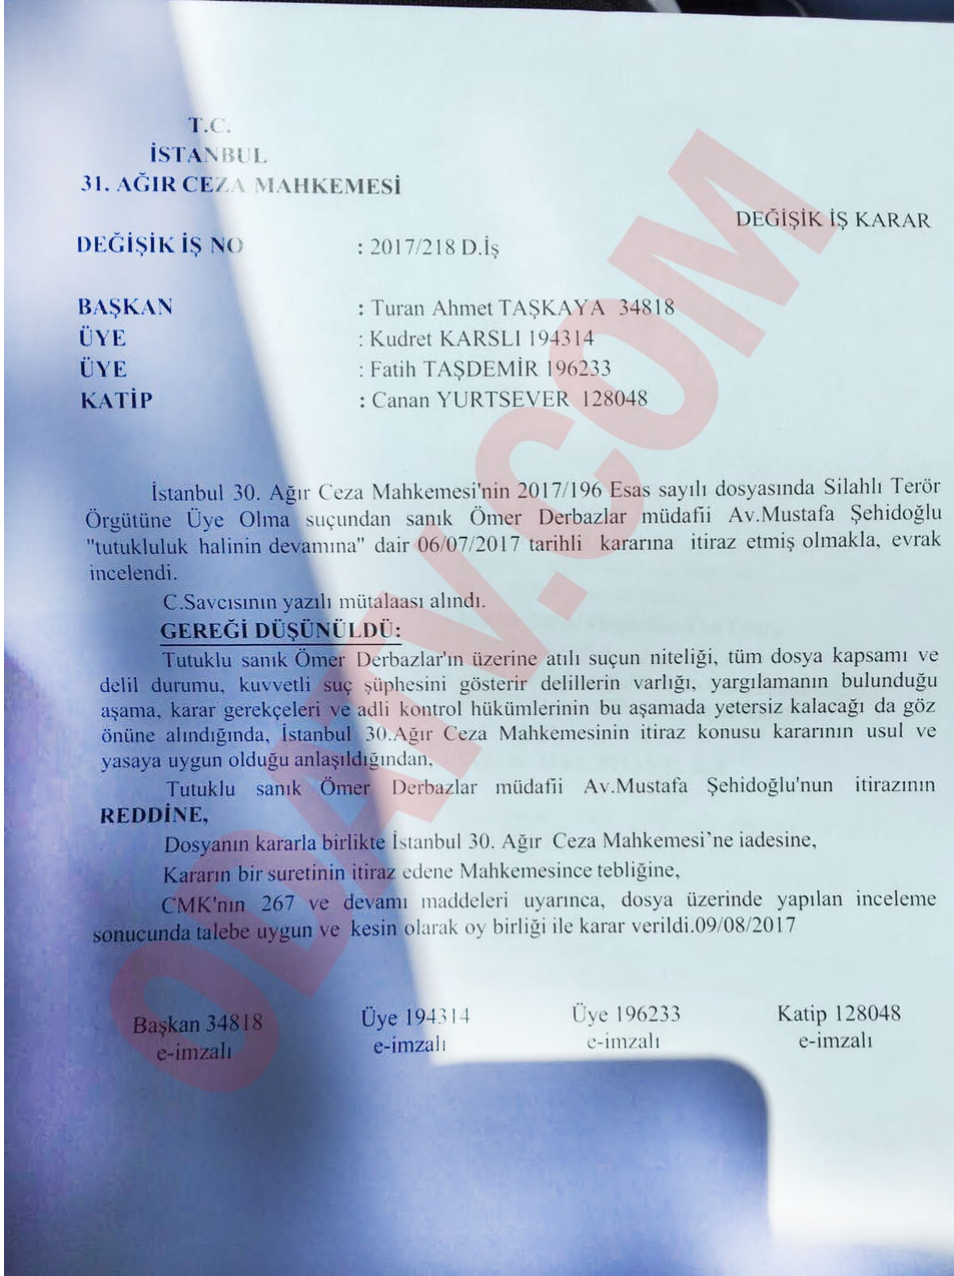 T.C.
İSTANBUL
31. AĞIR CEZA MAHKEMESİ
DEĞİŞİK İŞ KARAR
DEĞİŞİK İŞ NO : 2017/218 D.İş
BAŞKAN : Turan Ahmet TAŞKAYA 34818
ÜYE : Kudret KARSLI 194314
ÜYE : Fatih TAŞDEMİR 196233
KATİP : Canan YURTSEVER 128048
İstanbul 30. Ağır Ceza Mahkemesi'nin 2017/196 Esas sayılı dosyasında Silahlı Terör
Örgütüne Üye Olma suçundan sanık Ömer Derbazlar müdafii Av.Mustafa Şehidoğlu
"tutukluluk halinin devamına" dair 06/07/2017 tarihli kararına itiraz etmiş olmakla, evrak
incelendi.
C.Savcısının yazılı mütalaası alındı.
GEREĞİ DÜŞÜNÜLDÜ:
Tutuklu sanık Ömer Derbazlar'ın üzerine atılı suçun niteliği, tüm dosya kapsamı ve
delil durumu, kuvvetli suç şüphesini gösterir delillerin varlığı, yargılamanın bulunduğu
aşama, karar gerekçeleri ve adli kontrol hükümlerinin bu aşamada yetersiz kalacağı da göz
önüne alındığında, İstanbul 30.Ağır Ceza Mahkemesinin itiraz konusu kararının usul ve
yasaya uygun olduğu anlaşıldığından,
Tutuklu sanık Ömer Derbazlar müdafii Av.Mustafa Şehidoğlu'nun itirazının
REDDİNE,
Dosyanın kararla birlikte İstanbul 30. Ağır Ceza Mahkemesi'ne iadesine,
Kararın bir suretinin itiraz edene Mahkemesince tebliğine,
CMK'nın 267 ve devamı maddeleri uyarınca, dosya üzerinde yapılan inceleme
sonucunda talebe uygun ve kesin olarak oy birliği ile karar verildi.09/08/2017
Başkan 34818 Üye 194314 Üye 196233 Katip 128048
e-imzalı e-imzalı e-imzalı e-imzalı
ODATV.COM